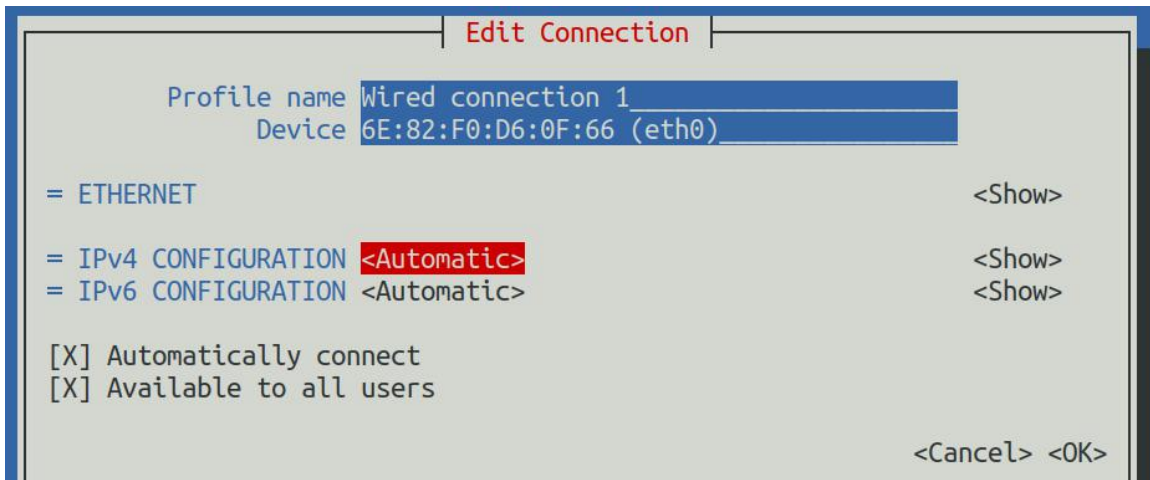 Edit Connection
Profile name Wired connection 1
Device 6E:82:F0:D6:0F:66 (eth0)
= ETHERNET <Show>
= IPv4 CONFIGURATION <Automatic> <Show>
= IPv6 CONFIGURATION <Automatic> <Show>
[X] Automatically connect
[X] Available to all users
<Cancel> <OK>